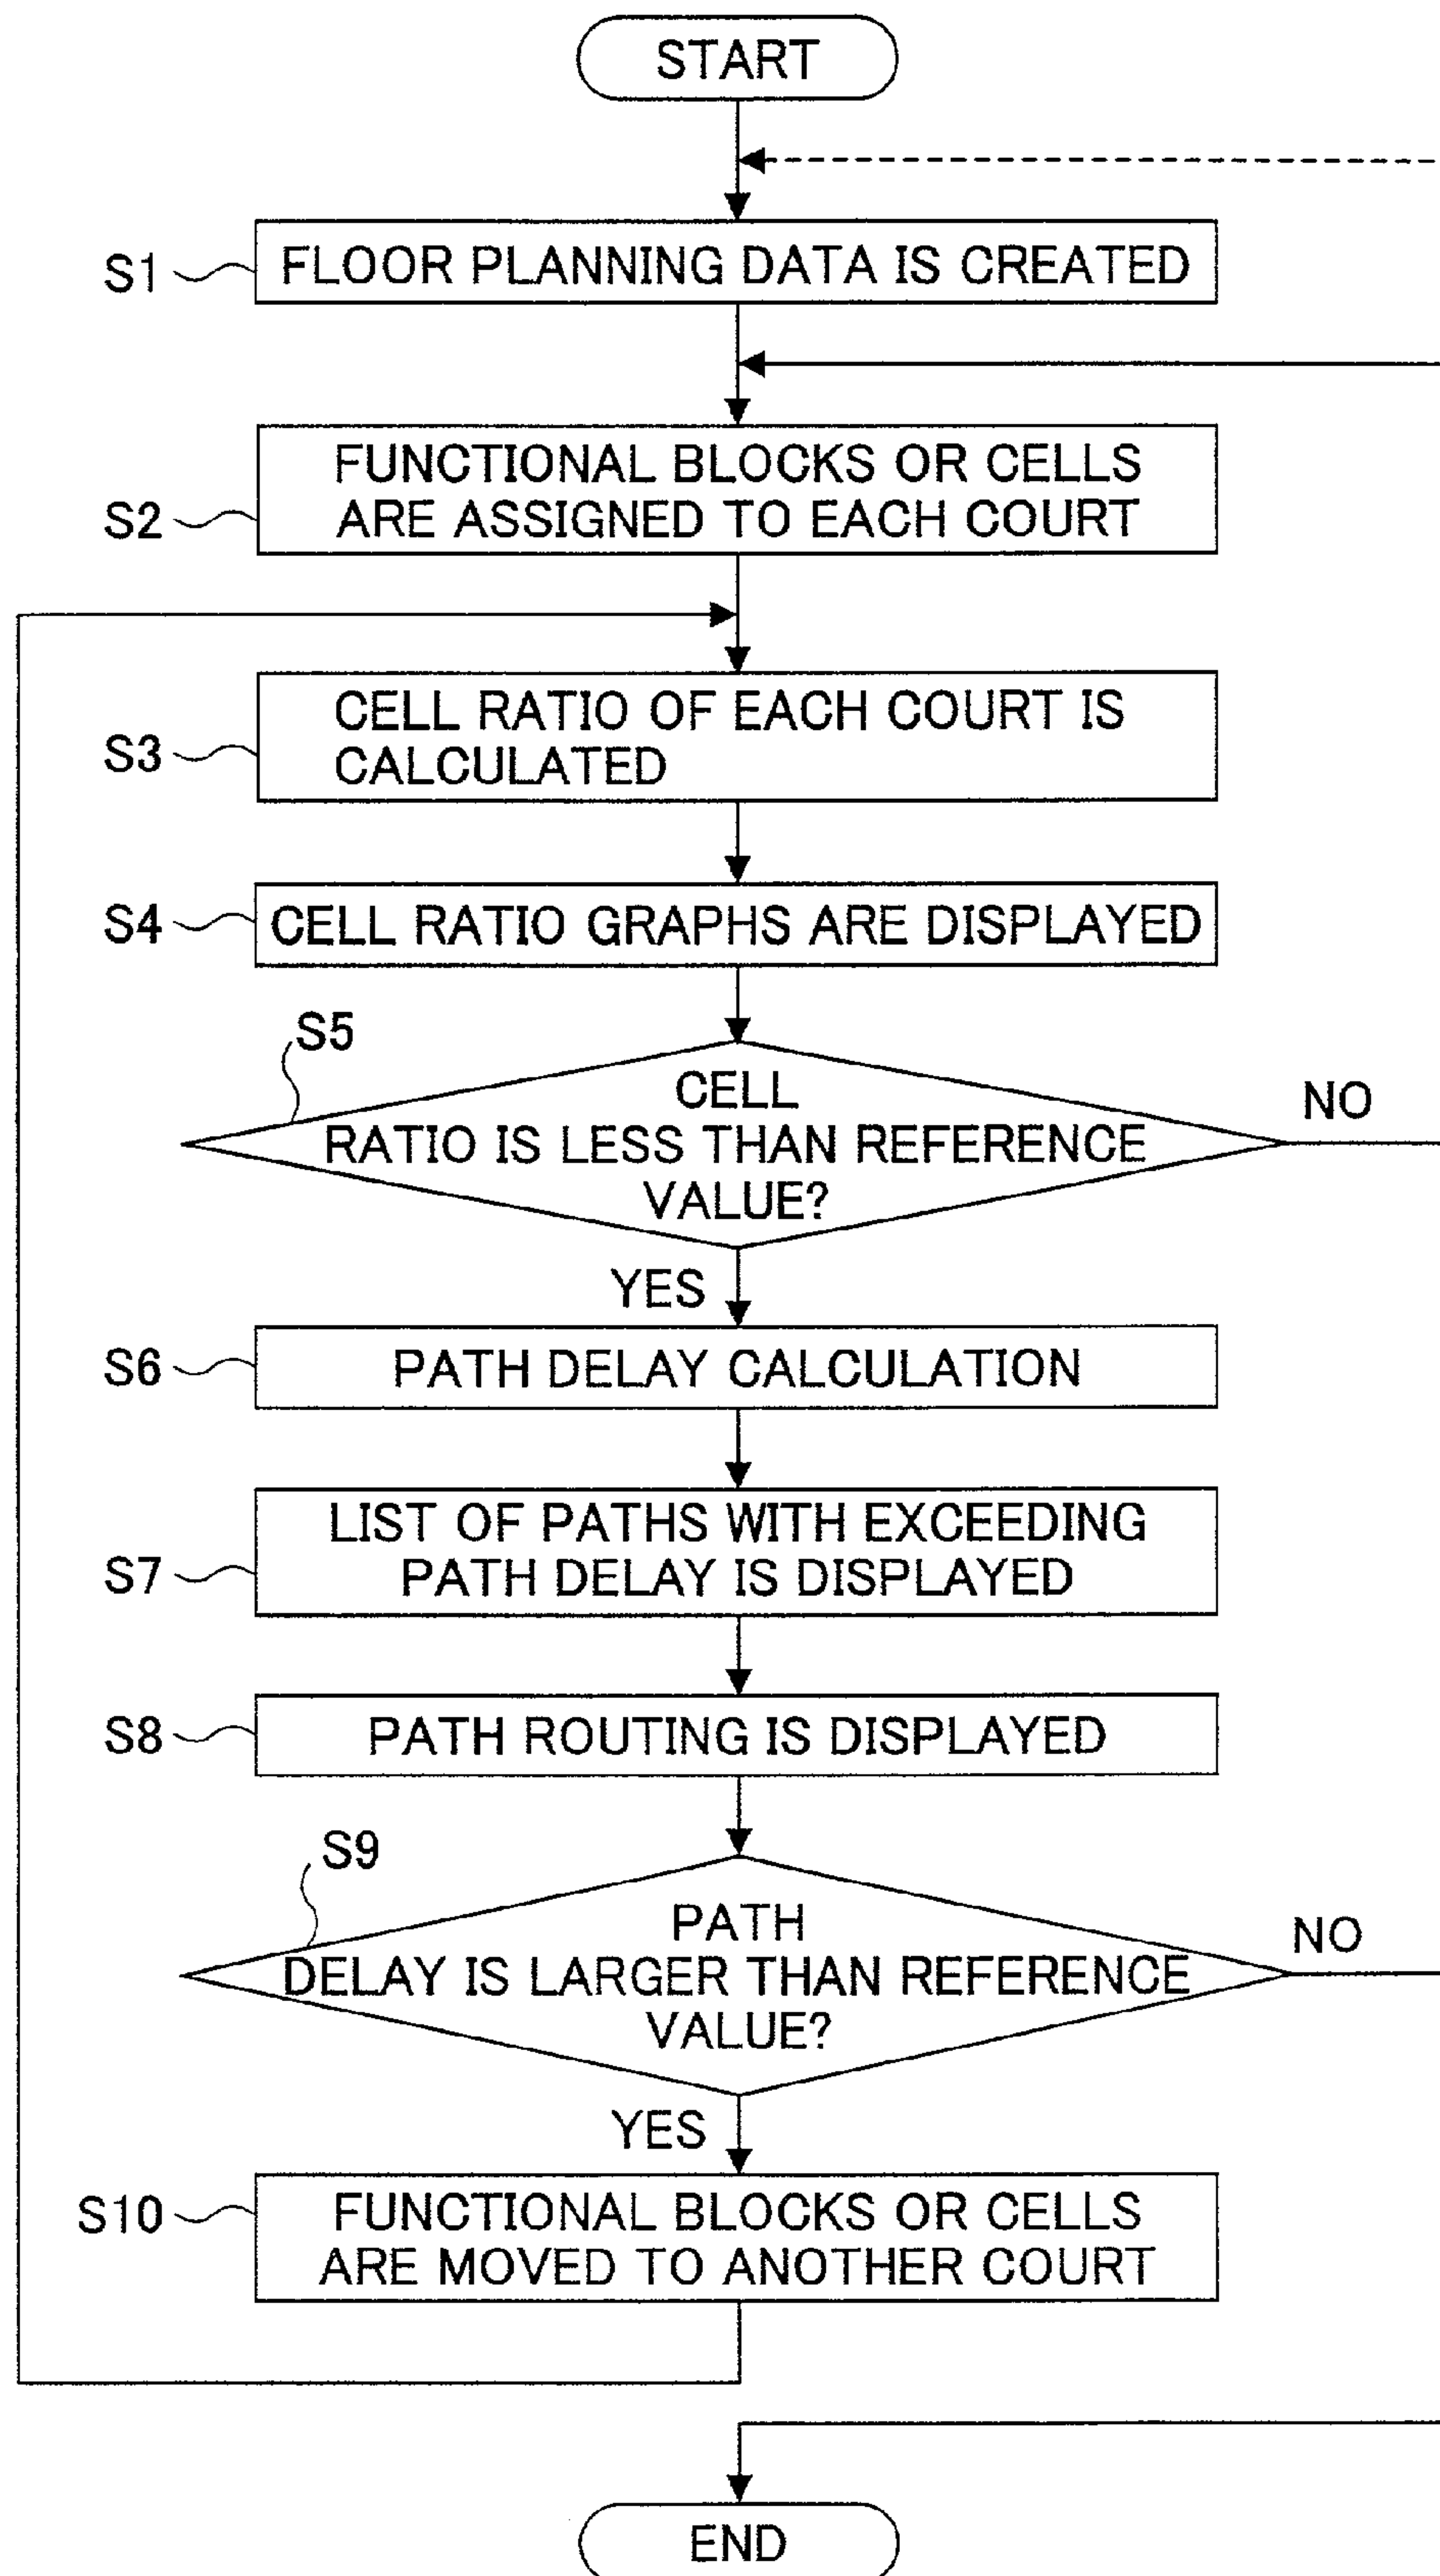 START
S1
FLOOR PLANNING DATA IS CREATED
S2
FUNCTIONAL BLOCKS OR CELLS
ARE ASSIGNED TO EACH COURT
S3
CELL RATIO OF EACH COURT IS
CALCULATED
S4
CELL RATIO GRAPHS ARE DISPLAYED
S5
CELL
RATIO IS LESS THAN REFERENCE
VALUE?
NO
YES
S6
PATH DELAY CALCULATION
S7
LIST OF PATHS WITH EXCEEDING
PATH DELAY IS DISPLAYED
S8
PATH ROUTING IS DISPLAYED
S9
PATH
DELAY IS LARGER THAN REFERENCE
VALUE?
NO
YES
S10
FUNCTIONAL BLOCKS OR CELLS
ARE MOVED TO ANOTHER COURT
END